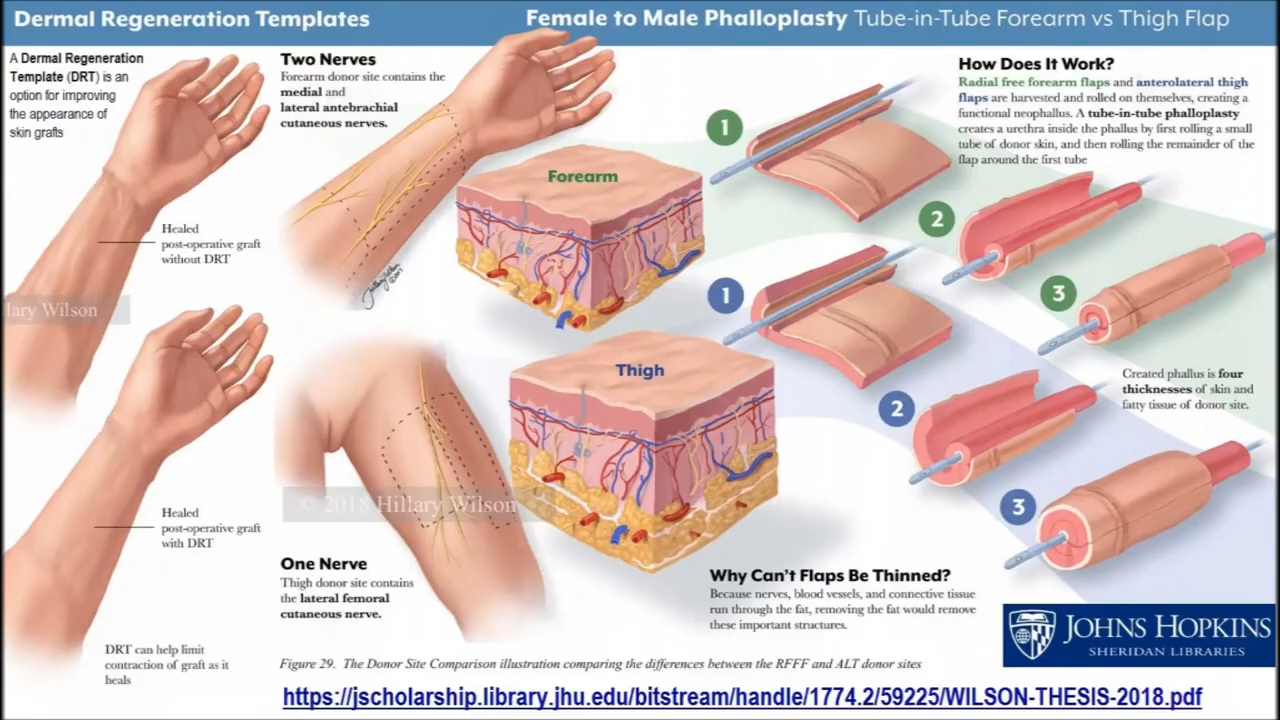 Dermal Regeneration Templates
Female to Male Phalloplasty Tube-in-Tube Forearm vs Thigh Flap
A Dermal Regeneration
Template (DRT) is an
option for improving
the appearance of
skin grafts
Healed
post-operative graft
without DRT
lary Wilson
Healed
post-operative graft
with DRT
DRT can help limit
contraction of graft as it
heals
Two Nerves
Forearm donor site contains the
medial and
lateral antebrachial
cutaneous nerves.
Forearm
Thigh
© 2018 Hillary Wilson
One Nerve
Thigh donor site contains
the lateral femoral
cutaneous nerve.
How Does It Work?
Radial free forearm flaps and anterolateral thigh
flaps are harvested and rolled on themselves, creating a
functional neophallus. A tube-in-tube phalloplasty
creates a urethra inside the phallus by first rolling a small
tube of donor skin, and then rolling the remainder of the
flap around the first tube
1
2
3
1
2
3
Created phallus is four
thicknesses of skin and
fatty tissue of donor site.
Why Can't Flaps Be Thinned?
Because nerves, blood vessels, and connective tissue
run through the fat, removing the fat would remove
these important structures.
JOHNS HOPKINS
SHERIDAN LIBRARIES
Figure 29. The Donor Site Comparison illustration comparing the differences between the RFFF and ALT donor sites
https://jscholarship.library.jhu.edu/bitstream/handle/1774.2/59225/WILSON-THESIS-2018.pdf